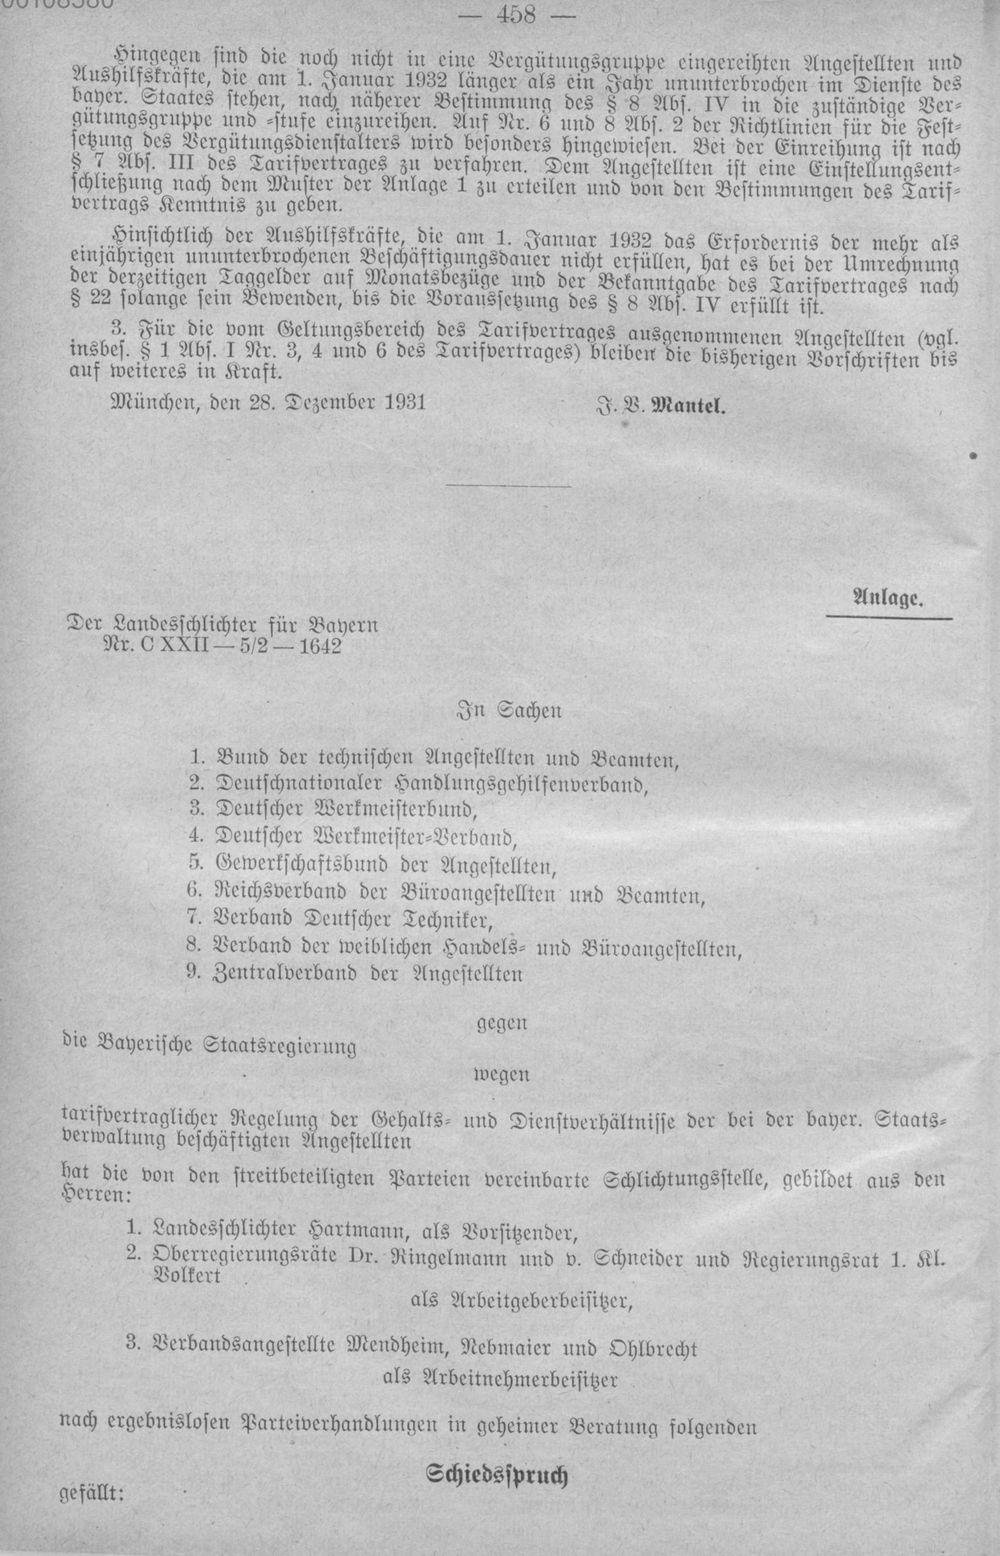 00108580
— 458 —
Hingegen sind die noch nicht in eine Vergütungsgruppe eingereihten Angestellten und
Aushilfskräfte, die am 1. Januar 1932 länger als ein Jahr ununterbrochen im Dienste des
bayer. Staates stehen, nach näherer Bestimmung des § 8 Abs. IV in die zuständige Ver-
gütungsgruppe und -stufe einzureihen. Auf Nr. 6 und 8 Abs. 2 der Richtlinien für die Fest-
setzung des Vergütungsdienstalters wird besonders hingewiesen. Bei der Einreihung ist nach
§ 7 Abs. III des Tarifvertrages zu verfahren. Dem Angestellten ist eine Einstellungsent-
schließung nach dem Muster der Anlage 1 zu erteilen und von den Bestimmungen des Tarif-
vertrags Kenntnis zu geben.
Hinsichtlich der Aushilfskräfte, die am 1. Januar 1932 das Erfordernis der mehr als
einjährigen ununterbrochenen Beschäftigungsdauer nicht erfüllen, hat es bei der Umrechnung
der derzeitigen Taggelder auf Monatsbezüge und der Bekanntgabe des Tarifvertrages nach
§ 22 solange sein Bewenden, bis die Voraussetzung des § 8 Abs. IV erfüllt ist.
3. Für die vom Geltungsbereich des Tarifvertrages ausgenommenen Angestellten (vgl.
insbes. § 1 Abs. I Nr. 3, 4 und 6 des Tarifvertrages) bleiben die bisherigen Vorschriften bis
auf weiteres in Kraft.
München, den 28. Dezember 1931 J. V. Mantel.
Anlage.
Der Landesschlichter für Bayern
Nr. C XXII — 5/2 — 1642
In Sachen
1. Bund der technischen Angestellten und Beamten,
2. Deutschnationaler Handlungsgehilfenverband,
3. Deutscher Werkmeisterbund,
4. Deutscher Werkmeister-Verband,
5. Gewerkschaftsbund der Angestellten,
6. Reichsverband der Büroangestellten und Beamten,
7. Verband Deutscher Techniker,
8. Verband der weiblichen Handels- und Büroangestellten,
9. Zentralverband der Angestellten
gegen
die Bayerische Staatsregierung
wegen
tarifvertraglicher Regelung der Gehalts- und Dienstverhältnisse der bei der bayer. Staats-
verwaltung beschäftigten Angestellten
hat die von den streitbeteiligten Parteien vereinbarte Schlichtungsstelle, gebildet aus den
Herren:
1. Landesschlichter Hartmann, als Vorsitzender,
2. Oberregierungsräte Dr. Ringelmann und v. Schneider und Regierungsrat 1. Kl.
Volkert
als Arbeitgeberbeisitzer,
3. Verbandsangestellte Mendheim, Nebmaier und Ohlbrecht
als Arbeitnehmerbeisitzer
nach ergebnislosen Parteiverhandlungen in geheimer Beratung folgenden
Schiedsspruch
gefällt: